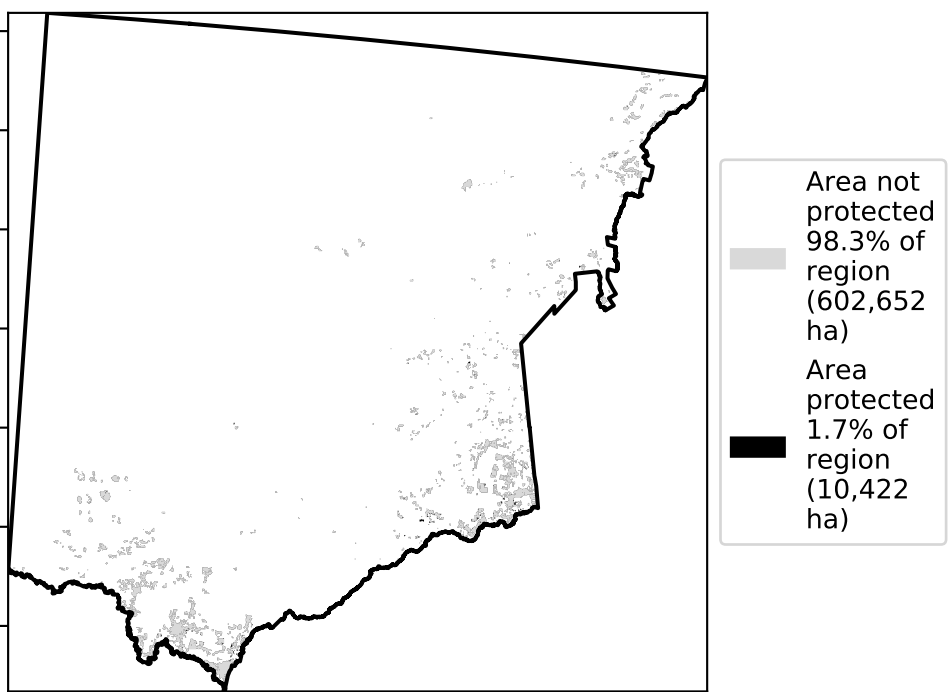 Area not
protected
98.3% of
region
(602,652
ha)
Area
protected
1.7% of
region
(10,422
ha)